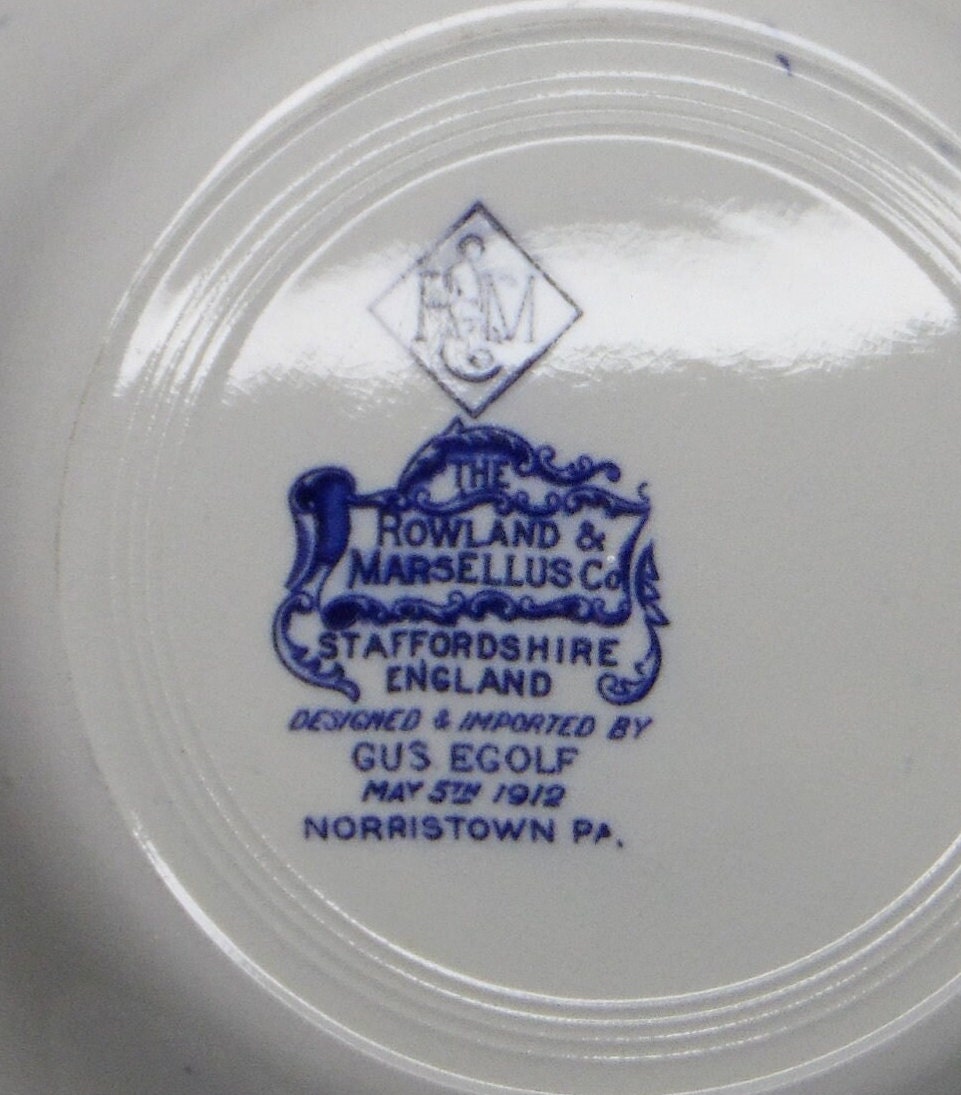 R & M
THE
ROWLAND &
MARSELLUS Co
STAFFORDSHIRE
ENGLAND
DESIGNED & IMPORTED BY
GUS EGOLF
MAY 5TH 1912
NORRISTOWN PA.